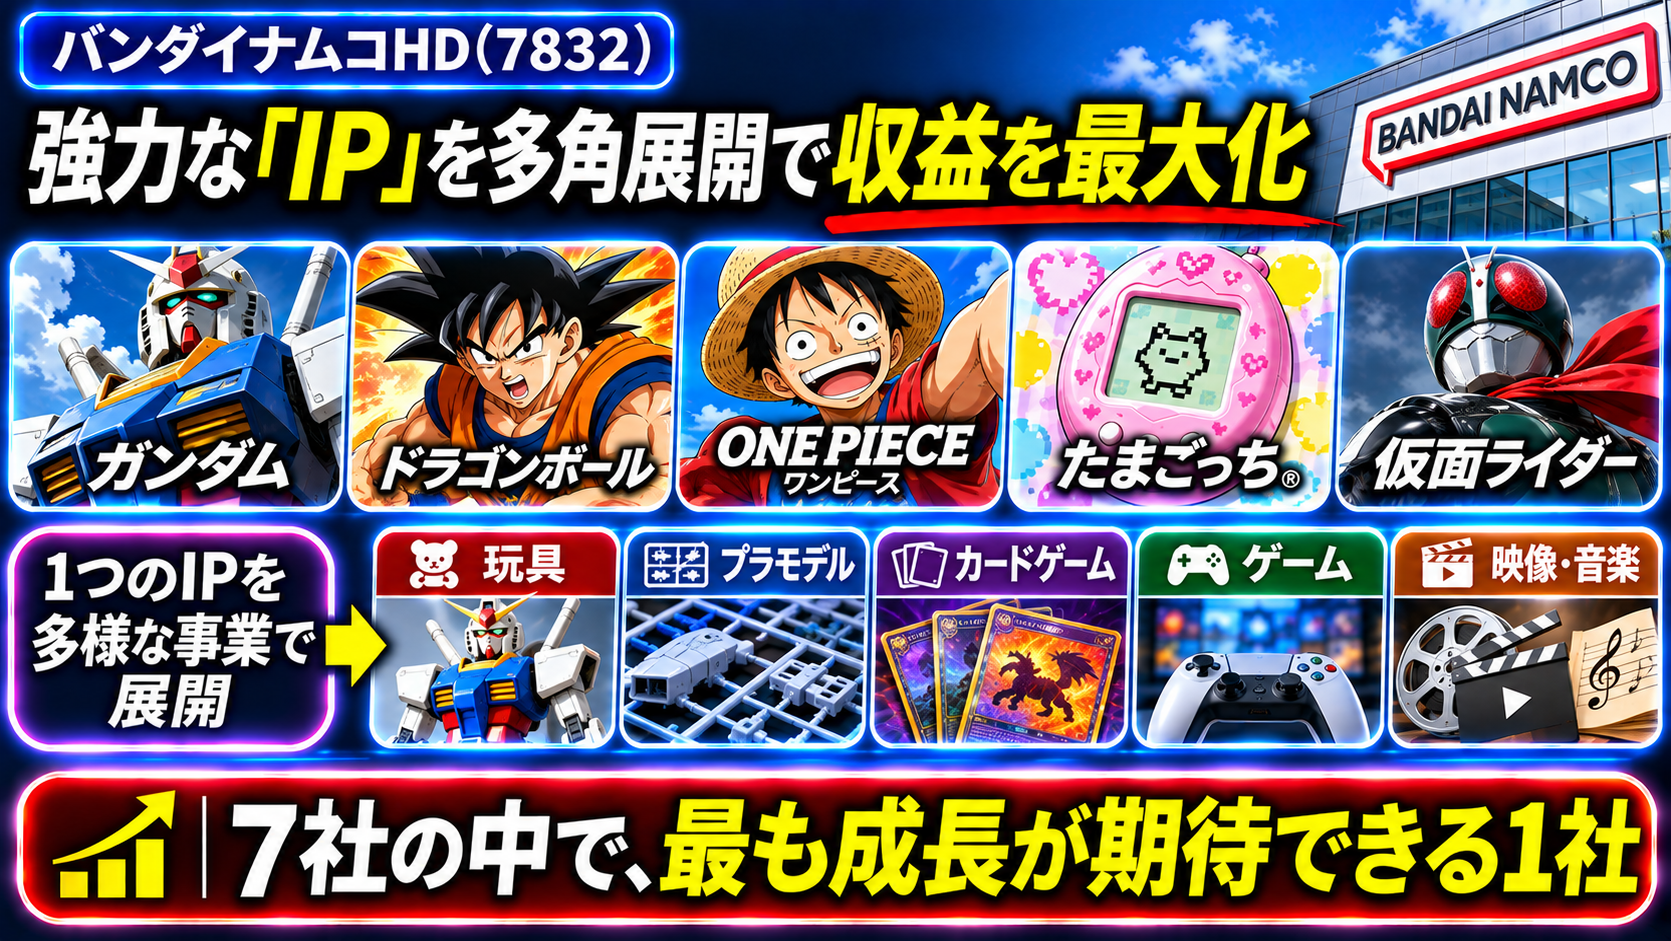 バンダイナムコHD(7832)
BANDAI NAMCO
強力な「IP」を多角展開で収益を最大化
ガンダム
ドラゴンボール
ONE PIECE
ワンピース
たまごっち®
仮面ライダー
1つのIPを
多様な事業で
展開
玩具
プラモデル
カードゲーム
ゲーム
映像・音楽
7社の中で、最も成長が期待できる1社